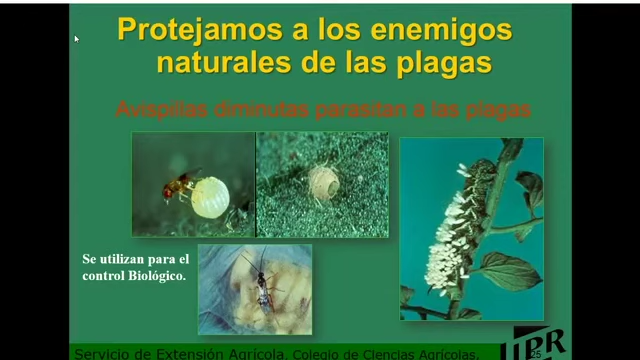 Protejamos a los enemigos
naturales de las plagas
Avispillas diminutas parasitan a las plagas
Se utilizan para el
control Biológico.
Servicio de Extensión Agrícola, Colegio de Ciencias Agrícolas,
25
UPR